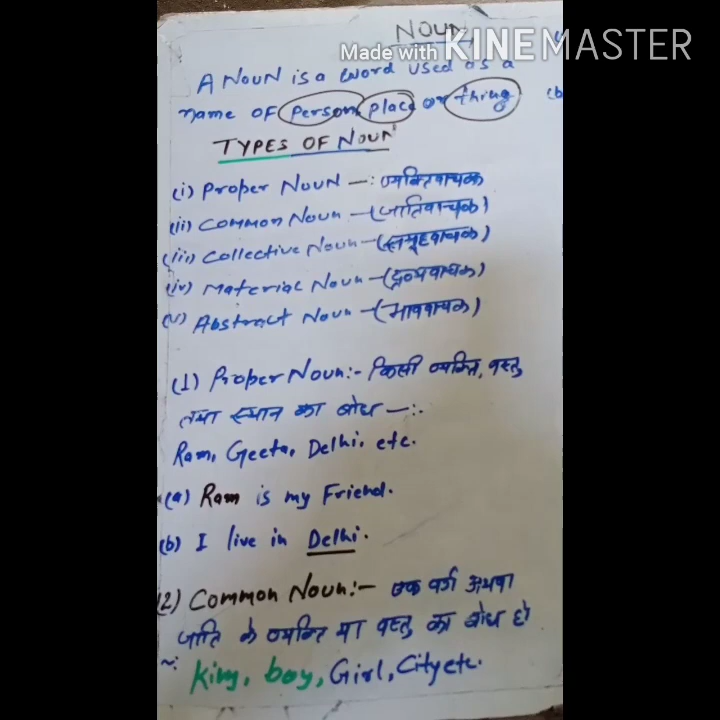 NOUN
Made with KINEMASTER
A NOUN is a word used as a
name OF person, place or thing (b
TYPES OF NOUN
(i) Proper NOUN —: व्यक्तिवाचक
(ii) Common Noun –(जातिवाचक)
(iii) Collective Noun –(समूहवाचक)
(iv) Material Noun –(द्रव्यवाचक)
(v) Abstract Noun –(भाववाचक)
(1) Proper Noun:- किसी व्यक्ति, वस्तु
तथा स्थान का बोध —:-
Ram, Geeta, Delhi, etc.
(a) Ram is my Friend.
(b) I live in Delhi.
(2) Common Noun:- एक वर्ग अथवा
जाति के व्यक्ति या वस्तु का बोध हो
King, boy, Girl, City etc.